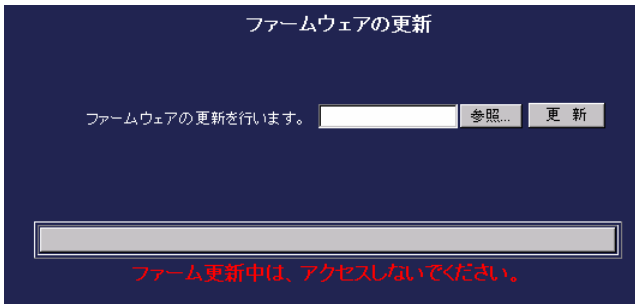 ファームウェアの更新
ファームウェアの更新を行います。 参照... 更 新
ファーム更新中は、アクセスしないでください。